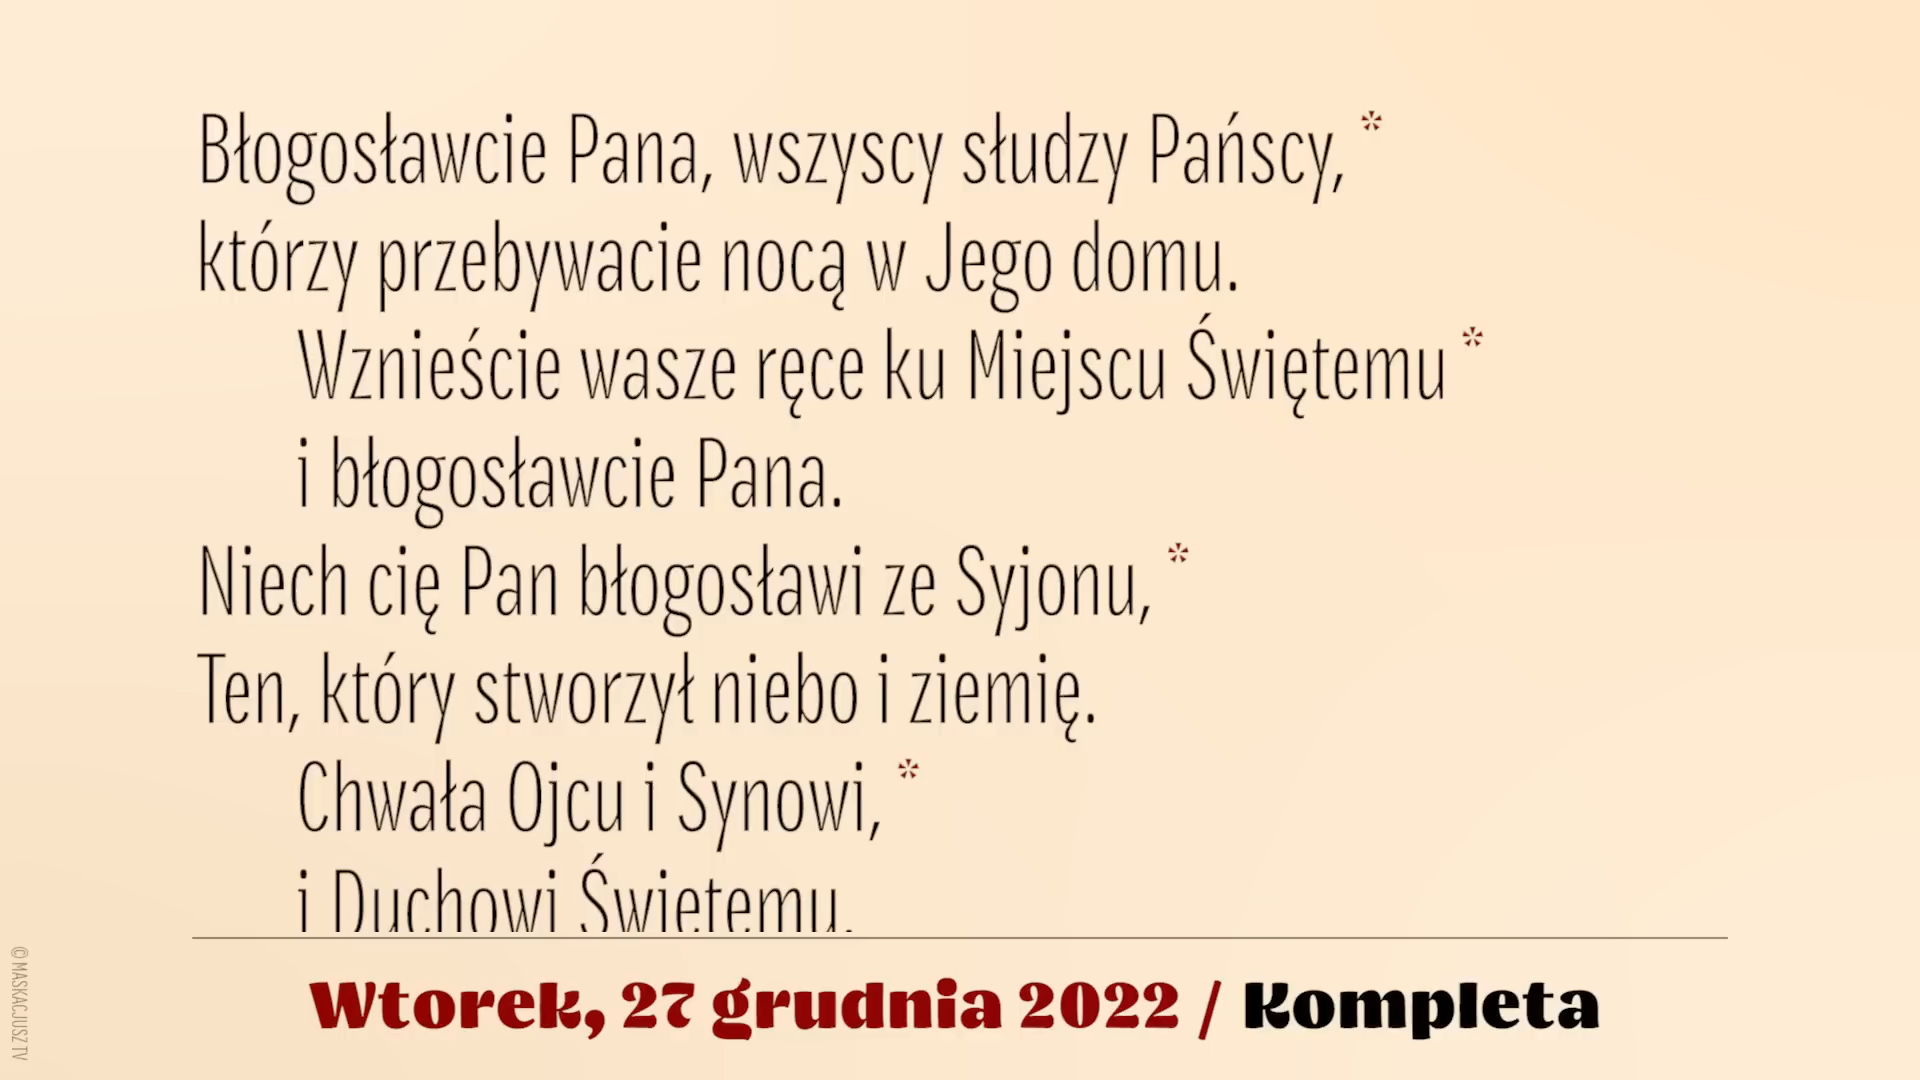 Błogosławcie Pana, wszyscy słudzy Pańscy, *
którzy przebywacie nocą w Jego domu.
Wznieście wasze ręce ku Miejscu Świętemu *
i błogosławcie Pana.
Niech cię Pan błogosławi ze Syjonu, *
Ten, który stworzył niebo i ziemię.
Chwała Ojcu i Synowi, *
i Duchowi Świętemu.
Wtorek, 27 grudnia 2022 / Kompleta
© MASKACJUSZ TV